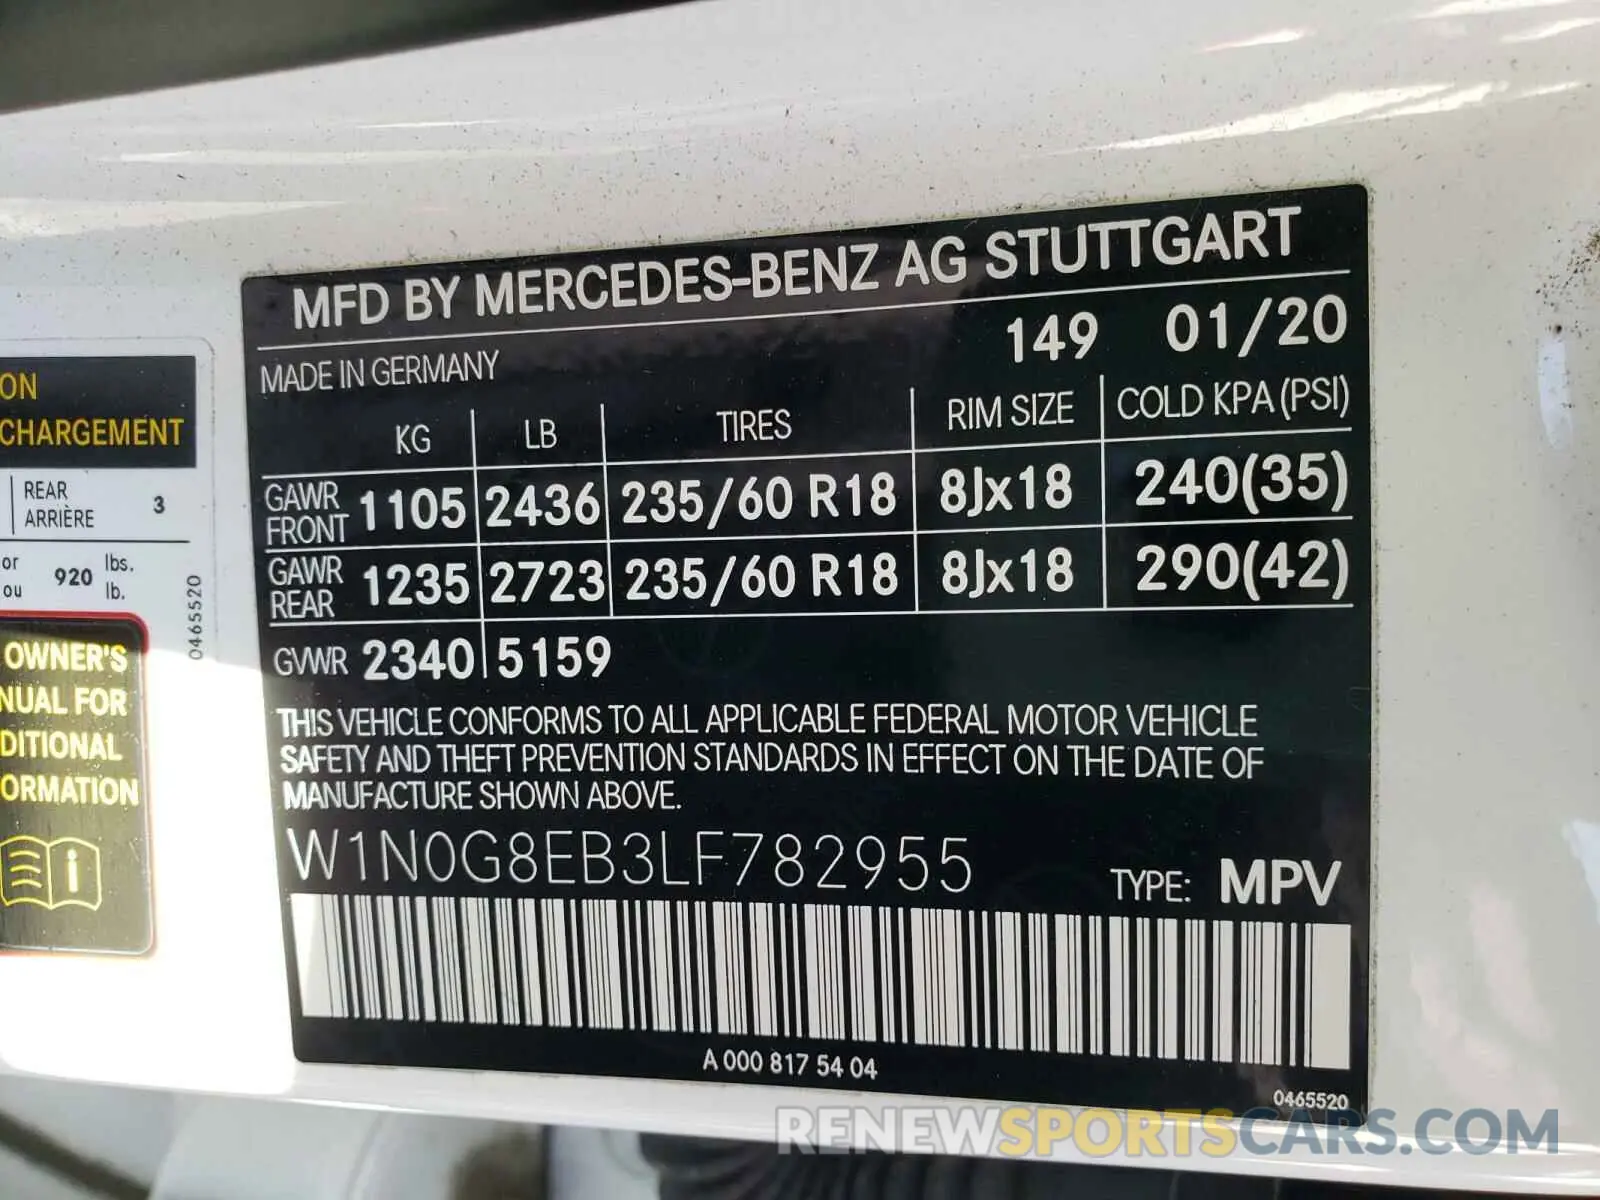 MFD BY MERCEDES-BENZ AG STUTTGART
MADE IN GERMANY 149 01/20
KG LB TIRES RIM SIZE COLD KPA (PSI)
GAWR FRONT 1105 2436 235/60 R18 8Jx18 240(35)
GAWR REAR 1235 2723 235/60 R18 8Jx18 290(42)
GVWR 2340 5159
THIS VEHICLE CONFORMS TO ALL APPLICABLE FEDERAL MOTOR VEHICLE
SAFETY AND THEFT PREVENTION STANDARDS IN EFFECT ON THE DATE OF
MANUFACTURE SHOWN ABOVE.
W1N0G8EB3LF782955
TYPE: MPV
A 000 817 54 04
0465520
ON
CHARGEMENT
REAR 3
ARRIÈRE
or 920 lbs.
ou lb.
0465520
OWNER'S
NUAL FOR
DITIONAL
ORMATION
i
RENEWSPORTSCARS.COM